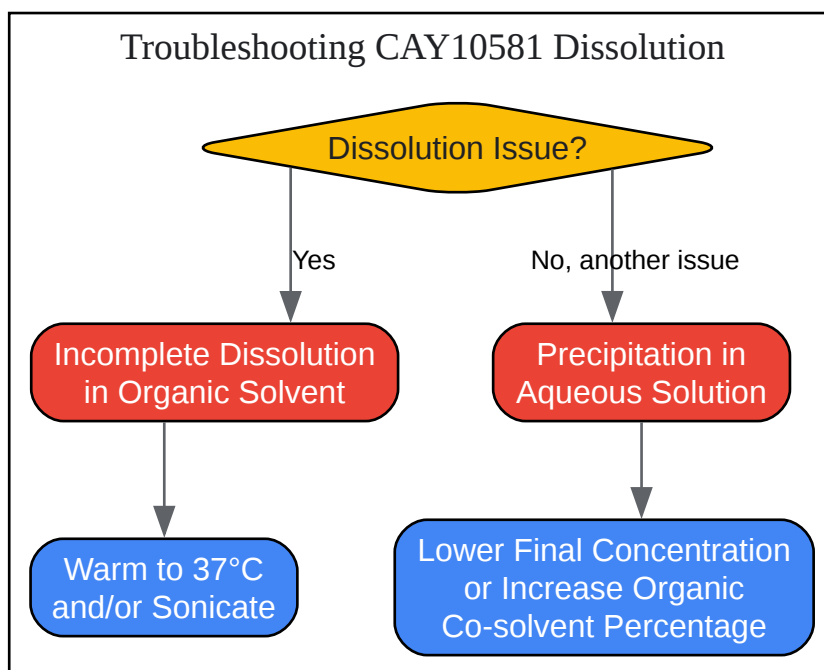 Troubleshooting CAY10581 Dissolution
Dissolution Issue?
Yes
No, another issue
Incomplete Dissolution
in Organic Solvent
Precipitation in
Aqueous Solution
Warm to 37°C
and/or Sonicate
Lower Final Concentration
or Increase Organic
Co-solvent Percentage